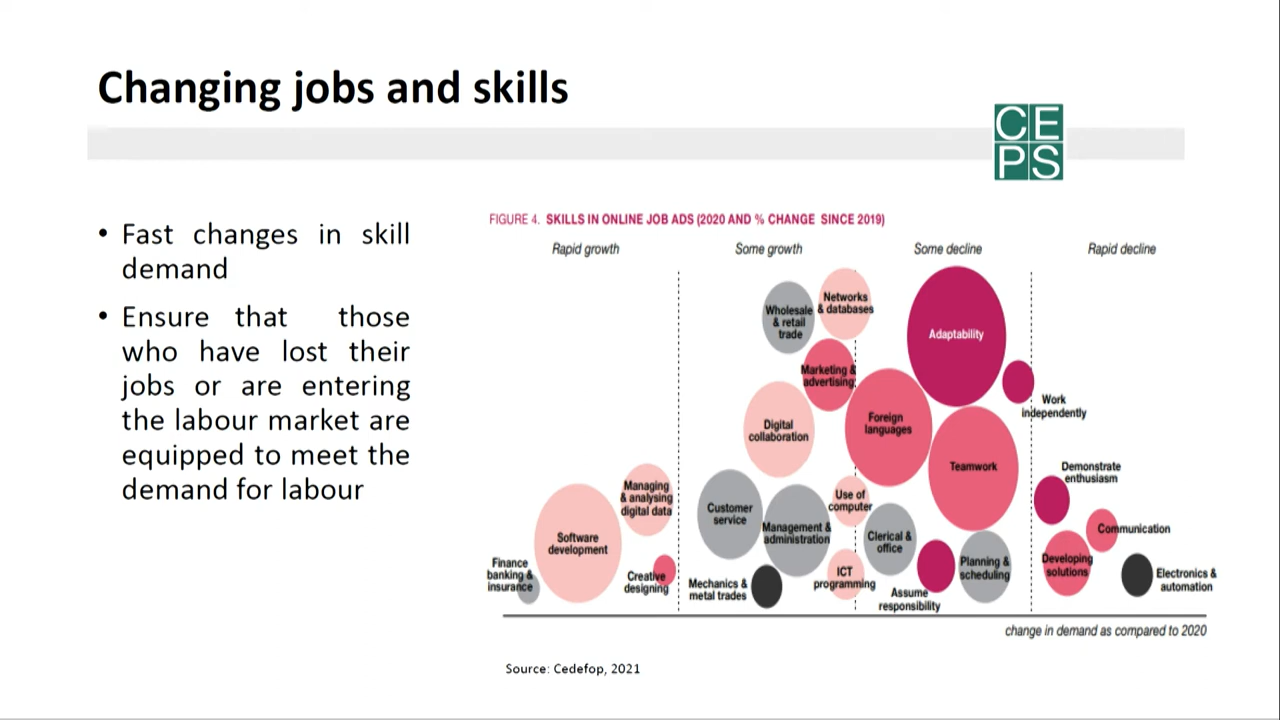 Changing jobs and skills
CE
PS
• Fast changes in skill
demand
• Ensure that those
who have lost their
jobs or are entering
the labour market are
equipped to meet the
demand for labour
FIGURE 4. SKILLS IN ONLINE JOB ADS (2020 AND % CHANGE SINCE 2019)
Rapid growth
Some growth
Some decline
Rapid decline
Finance
banking &
insurance
Software
development
Managing
& analysing
digital data
Creative
designing
Wholesale
& retail
trade
Networks
& databases
Marketing &
advertising
Digital
collaboration
Customer
service
Management &
administration
Use of
computer
Mechanics &
metal trades
ICT
programming
Adaptability
Work
independently
Foreign
languages
Teamwork
Clerical &
office
Assume
responsibility
Planning &
scheduling
Demonstrate
enthusiasm
Communication
Developing
solutions
Electronics &
automation
change in demand as compared to 2020
Source: Cedefop, 2021